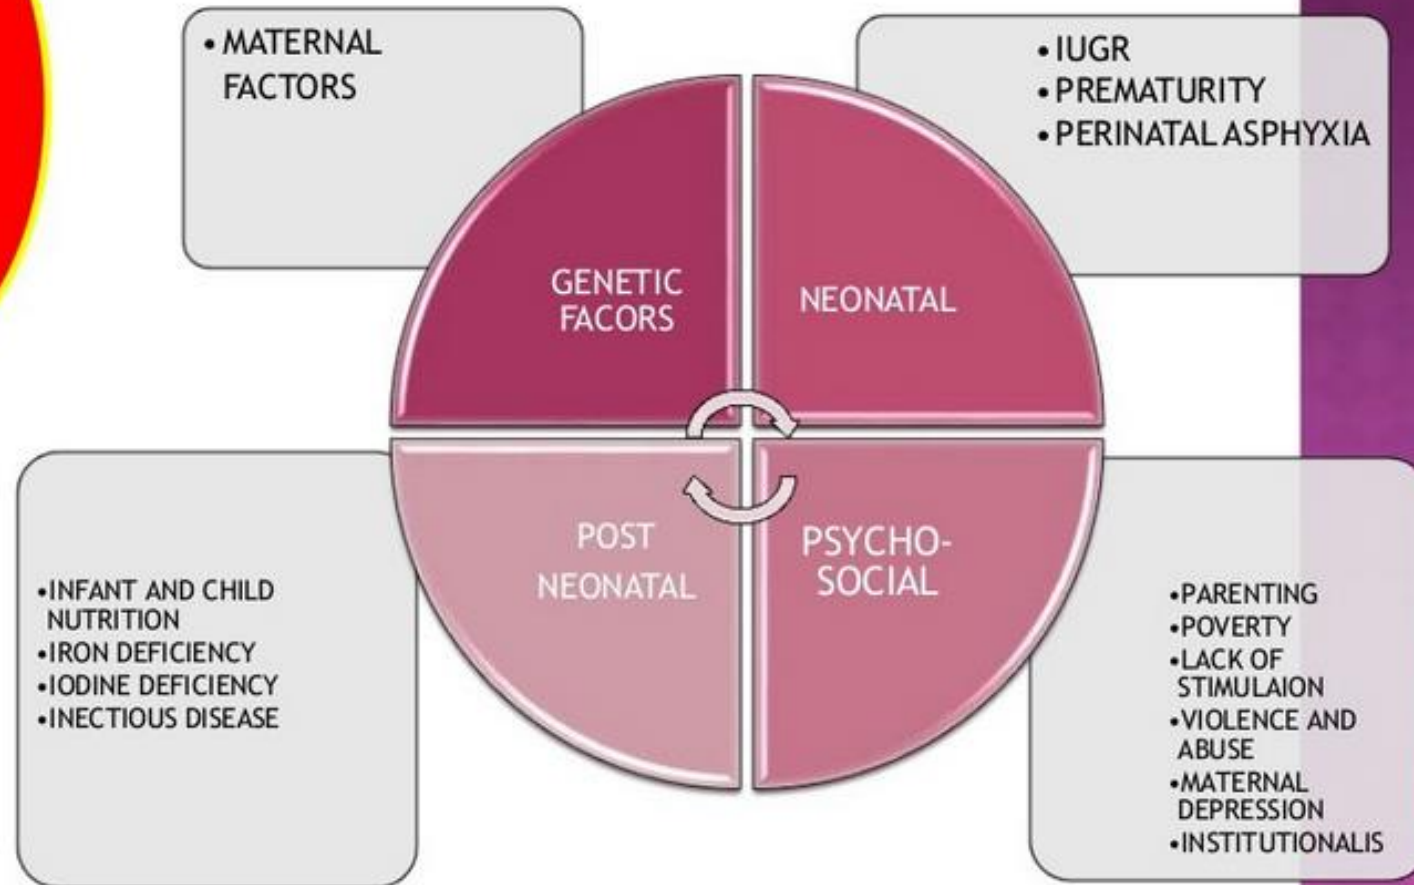 • MATERNAL
FACTORS
• IUGR
• PREMATURITY
• PERINATAL ASPHYXIA
GENETIC
FACORS
NEONATAL
POST
NEONATAL
PSYCHO-
SOCIAL
•INFANT AND CHILD
NUTRITION
•IRON DEFICIENCY
•IODINE DEFICIENCY
•INECTIOUS DISEASE
•PARENTING
•POVERTY
•LACK OF
STIMULAION
•VIOLENCE AND
ABUSE
•MATERNAL
DEPRESSION
•INSTITUTIONALIS